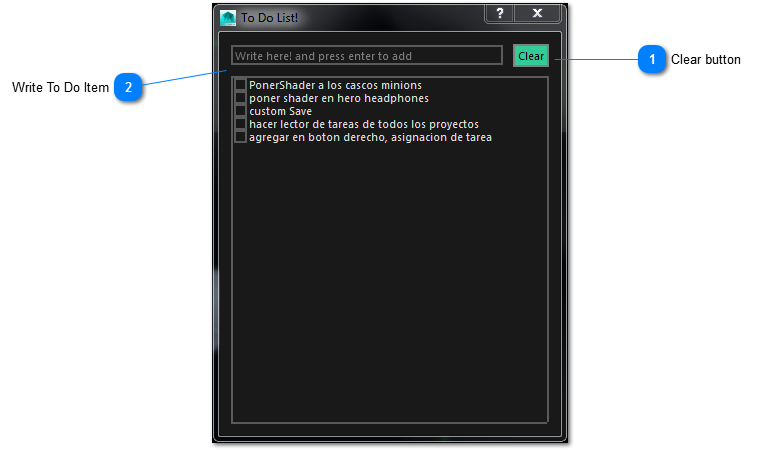 To Do List!
? x
Write here! and press enter to add
Clear
1 Clear button
Write To Do Item 2
PonerShader a los cascos minions
poner shader en hero headphones
custom Save
hacer lector de tareas de todos los proyectos
agregar en boton derecho, asignacion de tarea